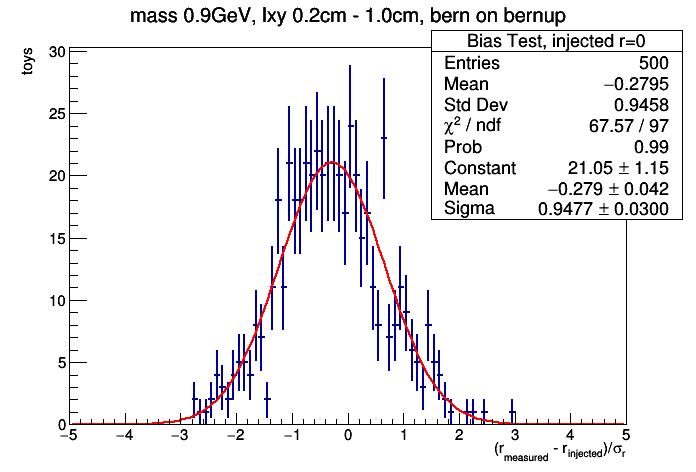 mass 0.9GeV, lxy 0.2cm - 1.0cm, bern on bernup
Bias Test, injected r=0
Entries 500
Mean −0.2795
Std Dev 0.9458
χ² / ndf 67.57 / 97
Prob 0.99
Constant 21.05 ± 1.15
Mean −0.279 ± 0.042
Sigma 0.9477 ± 0.0300
toys
30
25
20
15
10
5
0
−5 −4 −3 −2 −1 0 1 2 3 4 5
(r_measured - r_injected)/σ_r